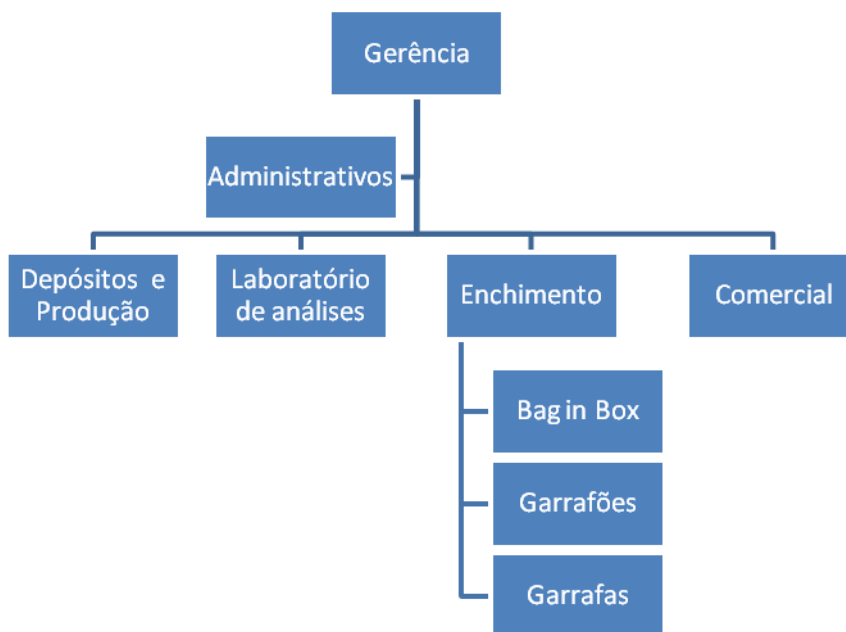 Gerência
Administrativos
Depósitos e
Produção
Laboratório
de análises
Enchimento
Comercial
Bag in Box
Garrafões
Garrafas